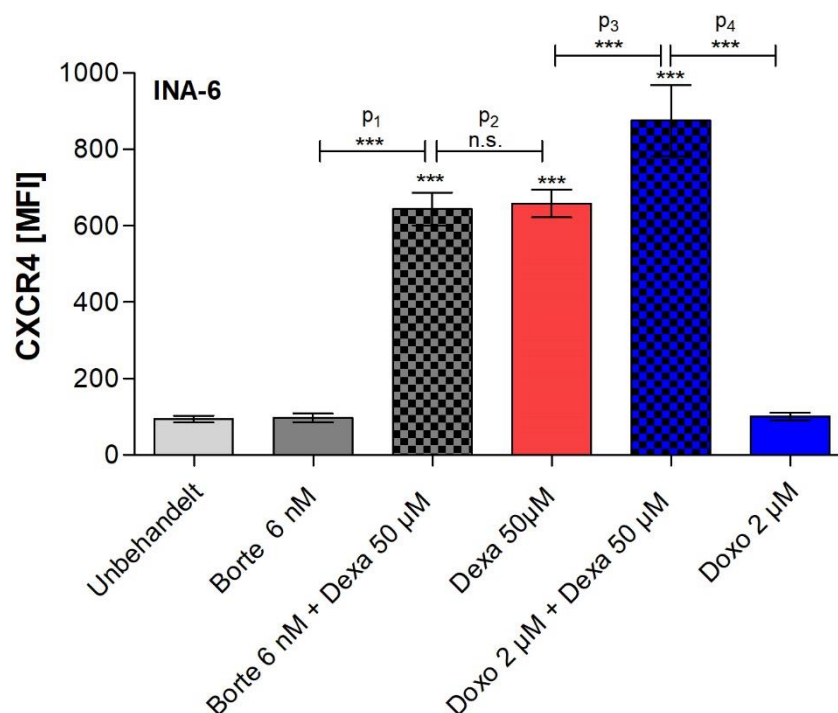 p3 p4
*** ***
1000
INA-6
***
p1 p2
800
*** n.s.
*** ***
600
400
200
0
CXCR4 [MFI]
Unbehandelt
Borte 6 nM
Borte 6 nM + Dexa 50 µM
Dexa 50µM
Doxo 2 µM + Dexa 50 µM
Doxo 2 µM